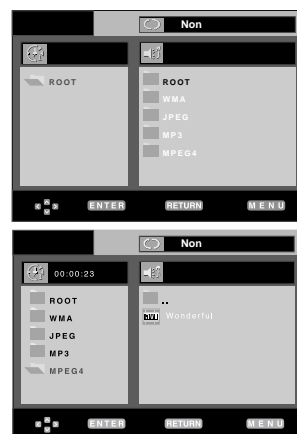 Non
ROOT
ROOT
WMA
JPEG
MP3
MPEG4
ENTER RETURN MENU
Non
00:00:23
ROOT
WMA
JPEG
MP3
MPEG4
..
Wonderful
ENTER RETURN MENU